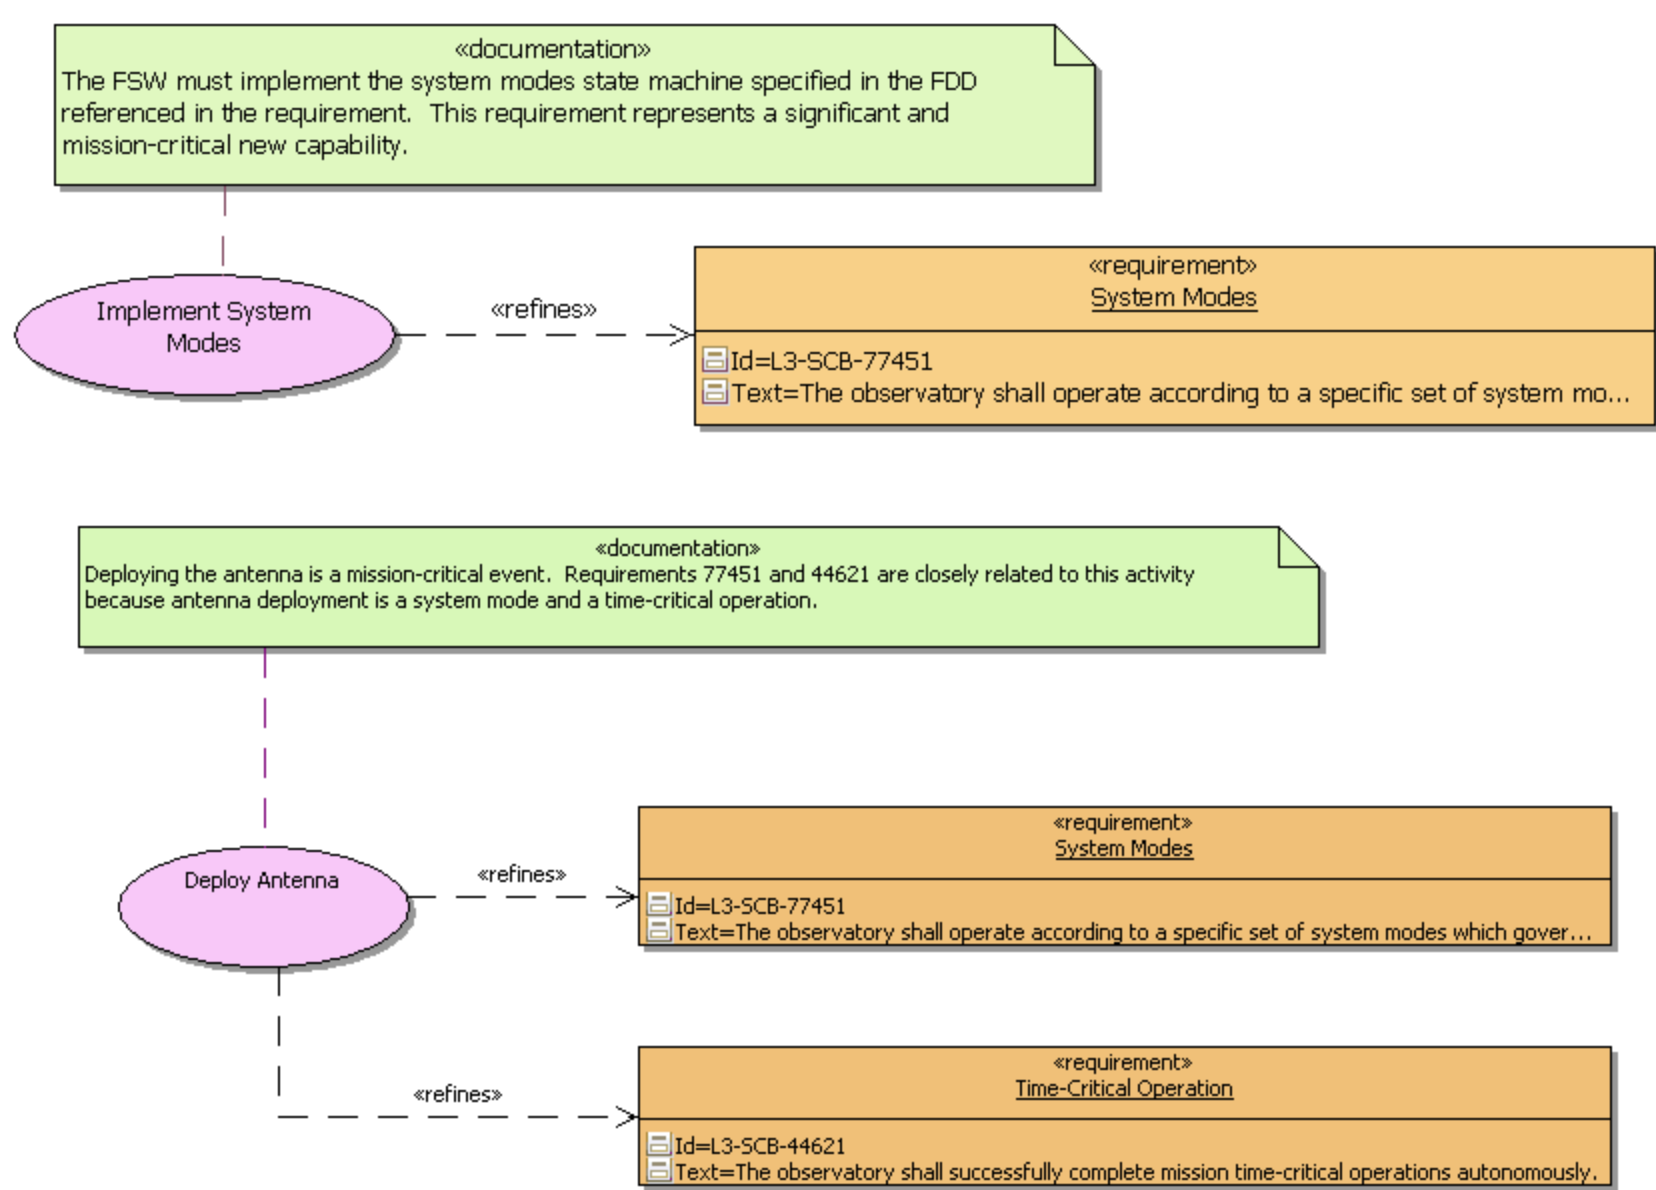 «documentation»
The FSW must implement the system modes state machine specified in the FDD
referenced in the requirement.  This requirement represents a significant and
mission-critical new capability.
Implement System
Modes
«refines»
«requirement»
System Modes
Id=L3-SCB-77451
Text=The observatory shall operate according to a specific set of system mo...
«documentation»
Deploying the antenna is a mission-critical event.  Requirements 77451 and 44621 are closely related to this activity
because antenna deployment is a system mode and a time-critical operation.
Deploy Antenna
«refines»
«requirement»
System Modes
Id=L3-SCB-77451
Text=The observatory shall operate according to a specific set of system modes which gover...
«refines»
«requirement»
Time-Critical Operation
Id=L3-SCB-44621
Text=The observatory shall successfully complete mission time-critical operations autonomously.